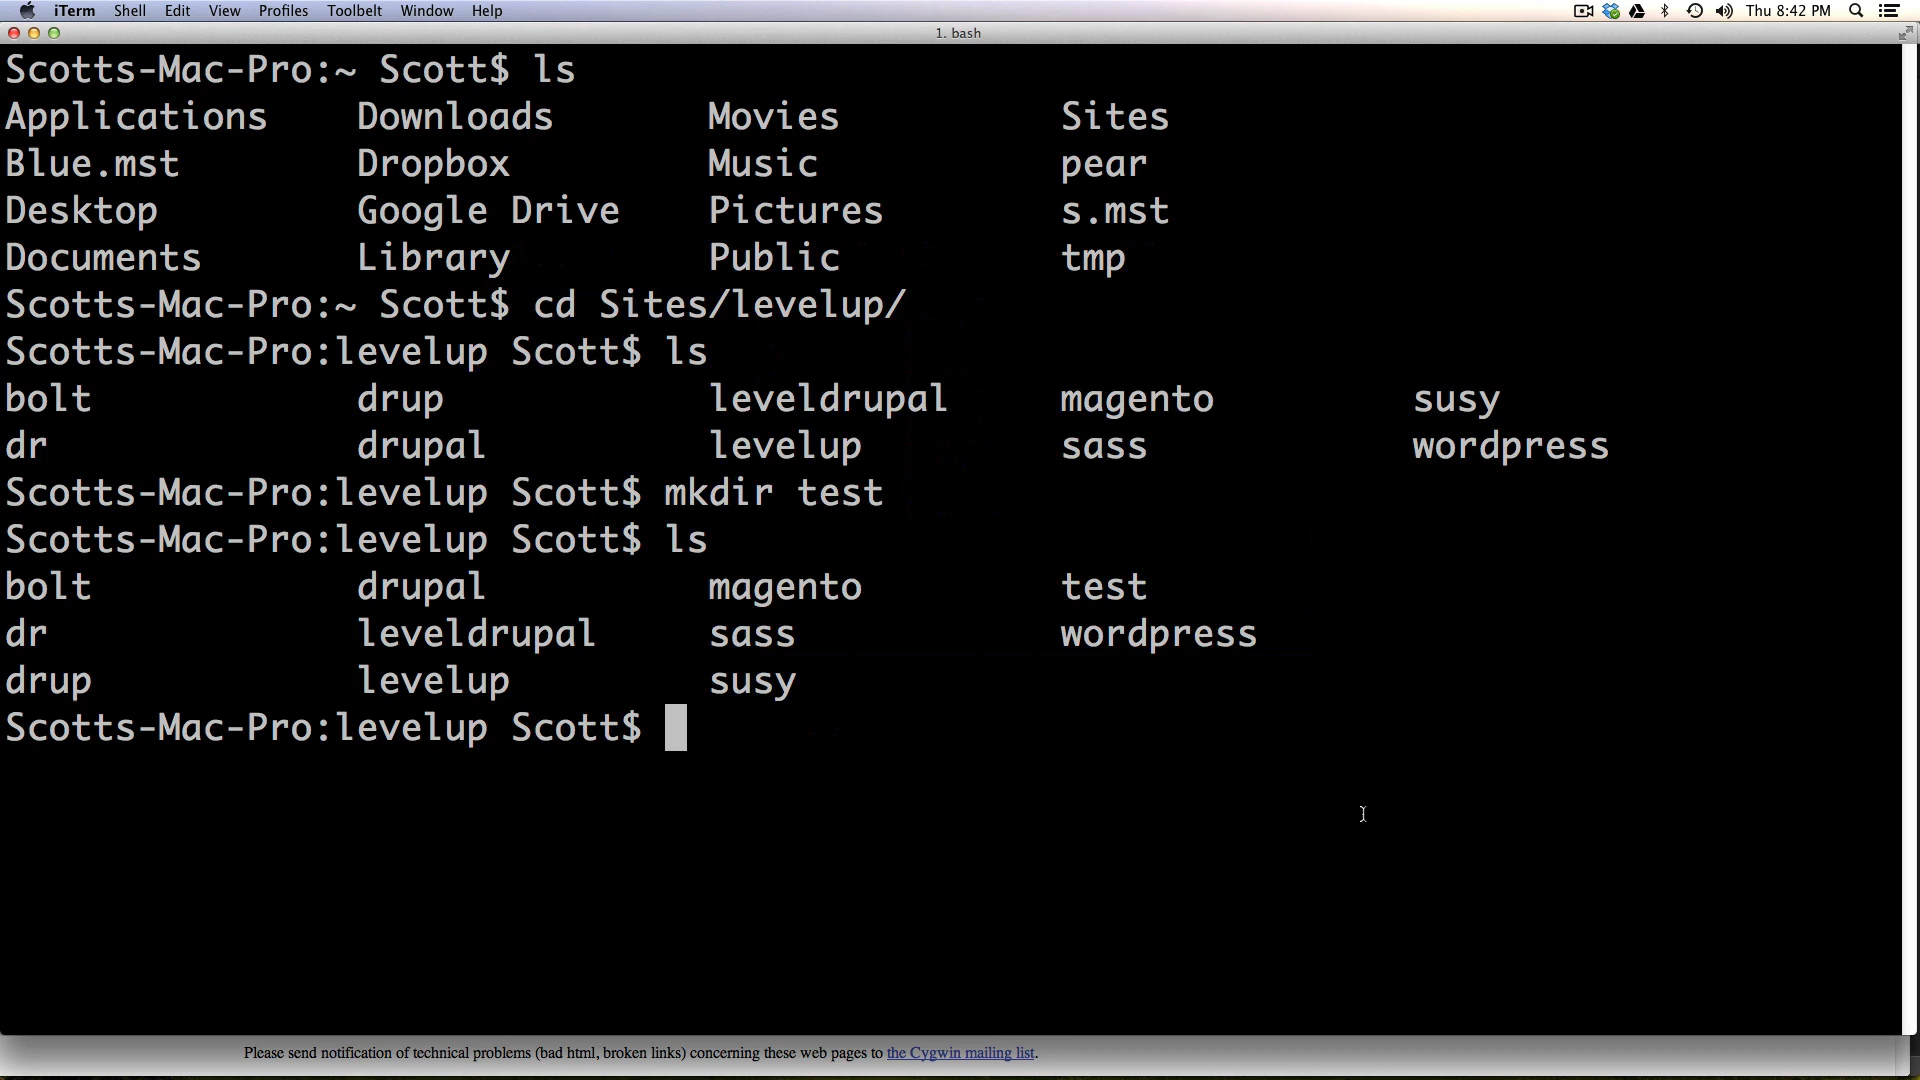 iTerm Shell Edit View Profiles Toolbelt Window Help Thu 8:42 PM
1. bash
Scotts-Mac-Pro:~ Scott$ ls
Applications Downloads Movies Sites
Blue.mst Dropbox Music pear
Desktop Google Drive Pictures s.mst
Documents Library Public tmp
Scotts-Mac-Pro:~ Scott$ cd Sites/levelup/
Scotts-Mac-Pro:levelup Scott$ ls
bolt drup leveldrupal magento susy
dr drupal levelup sass wordpress
Scotts-Mac-Pro:levelup Scott$ mkdir test
Scotts-Mac-Pro:levelup Scott$ ls
bolt drupal magento test
dr leveldrupal sass wordpress
drup levelup susy
Scotts-Mac-Pro:levelup Scott$
Please send notification of technical problems (bad html, broken links) concerning these web pages to the Cygwin mailing list.